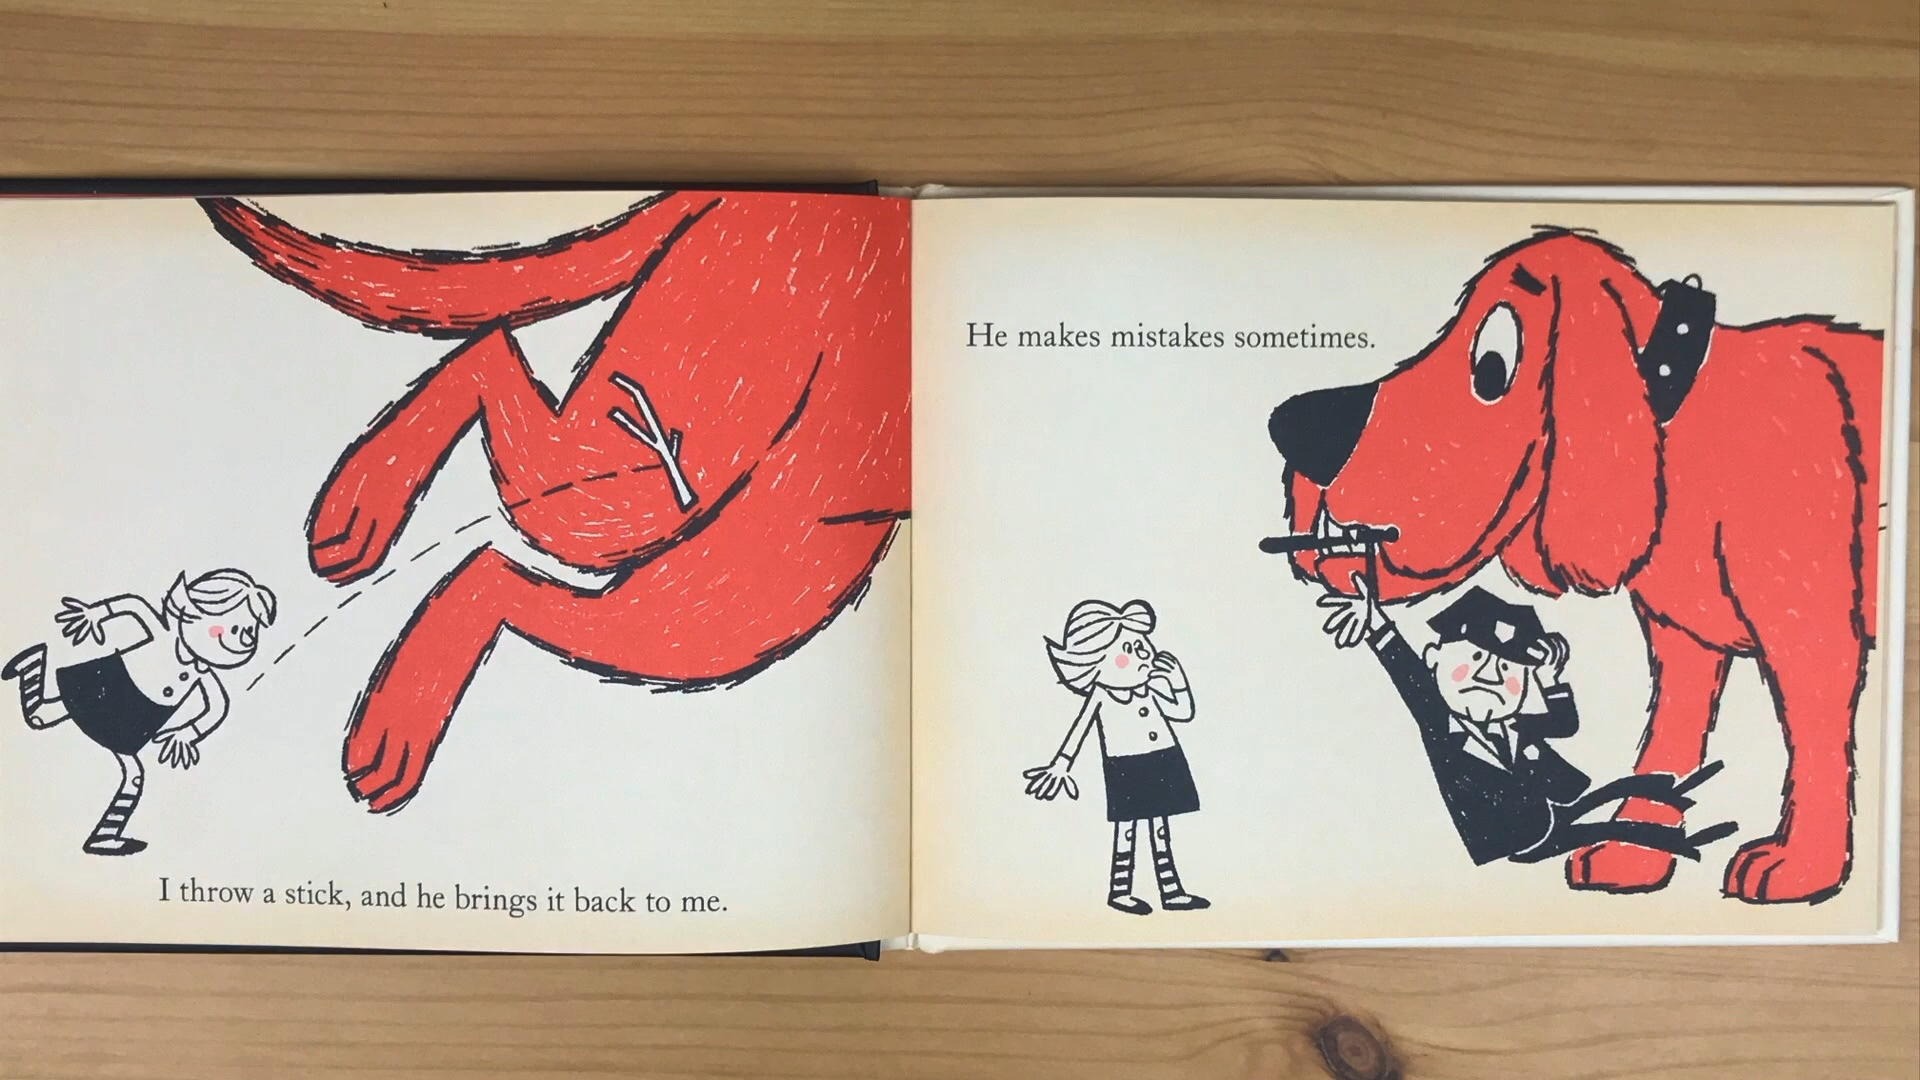 I throw a stick, and he brings it back to me.
He makes mistakes sometimes.